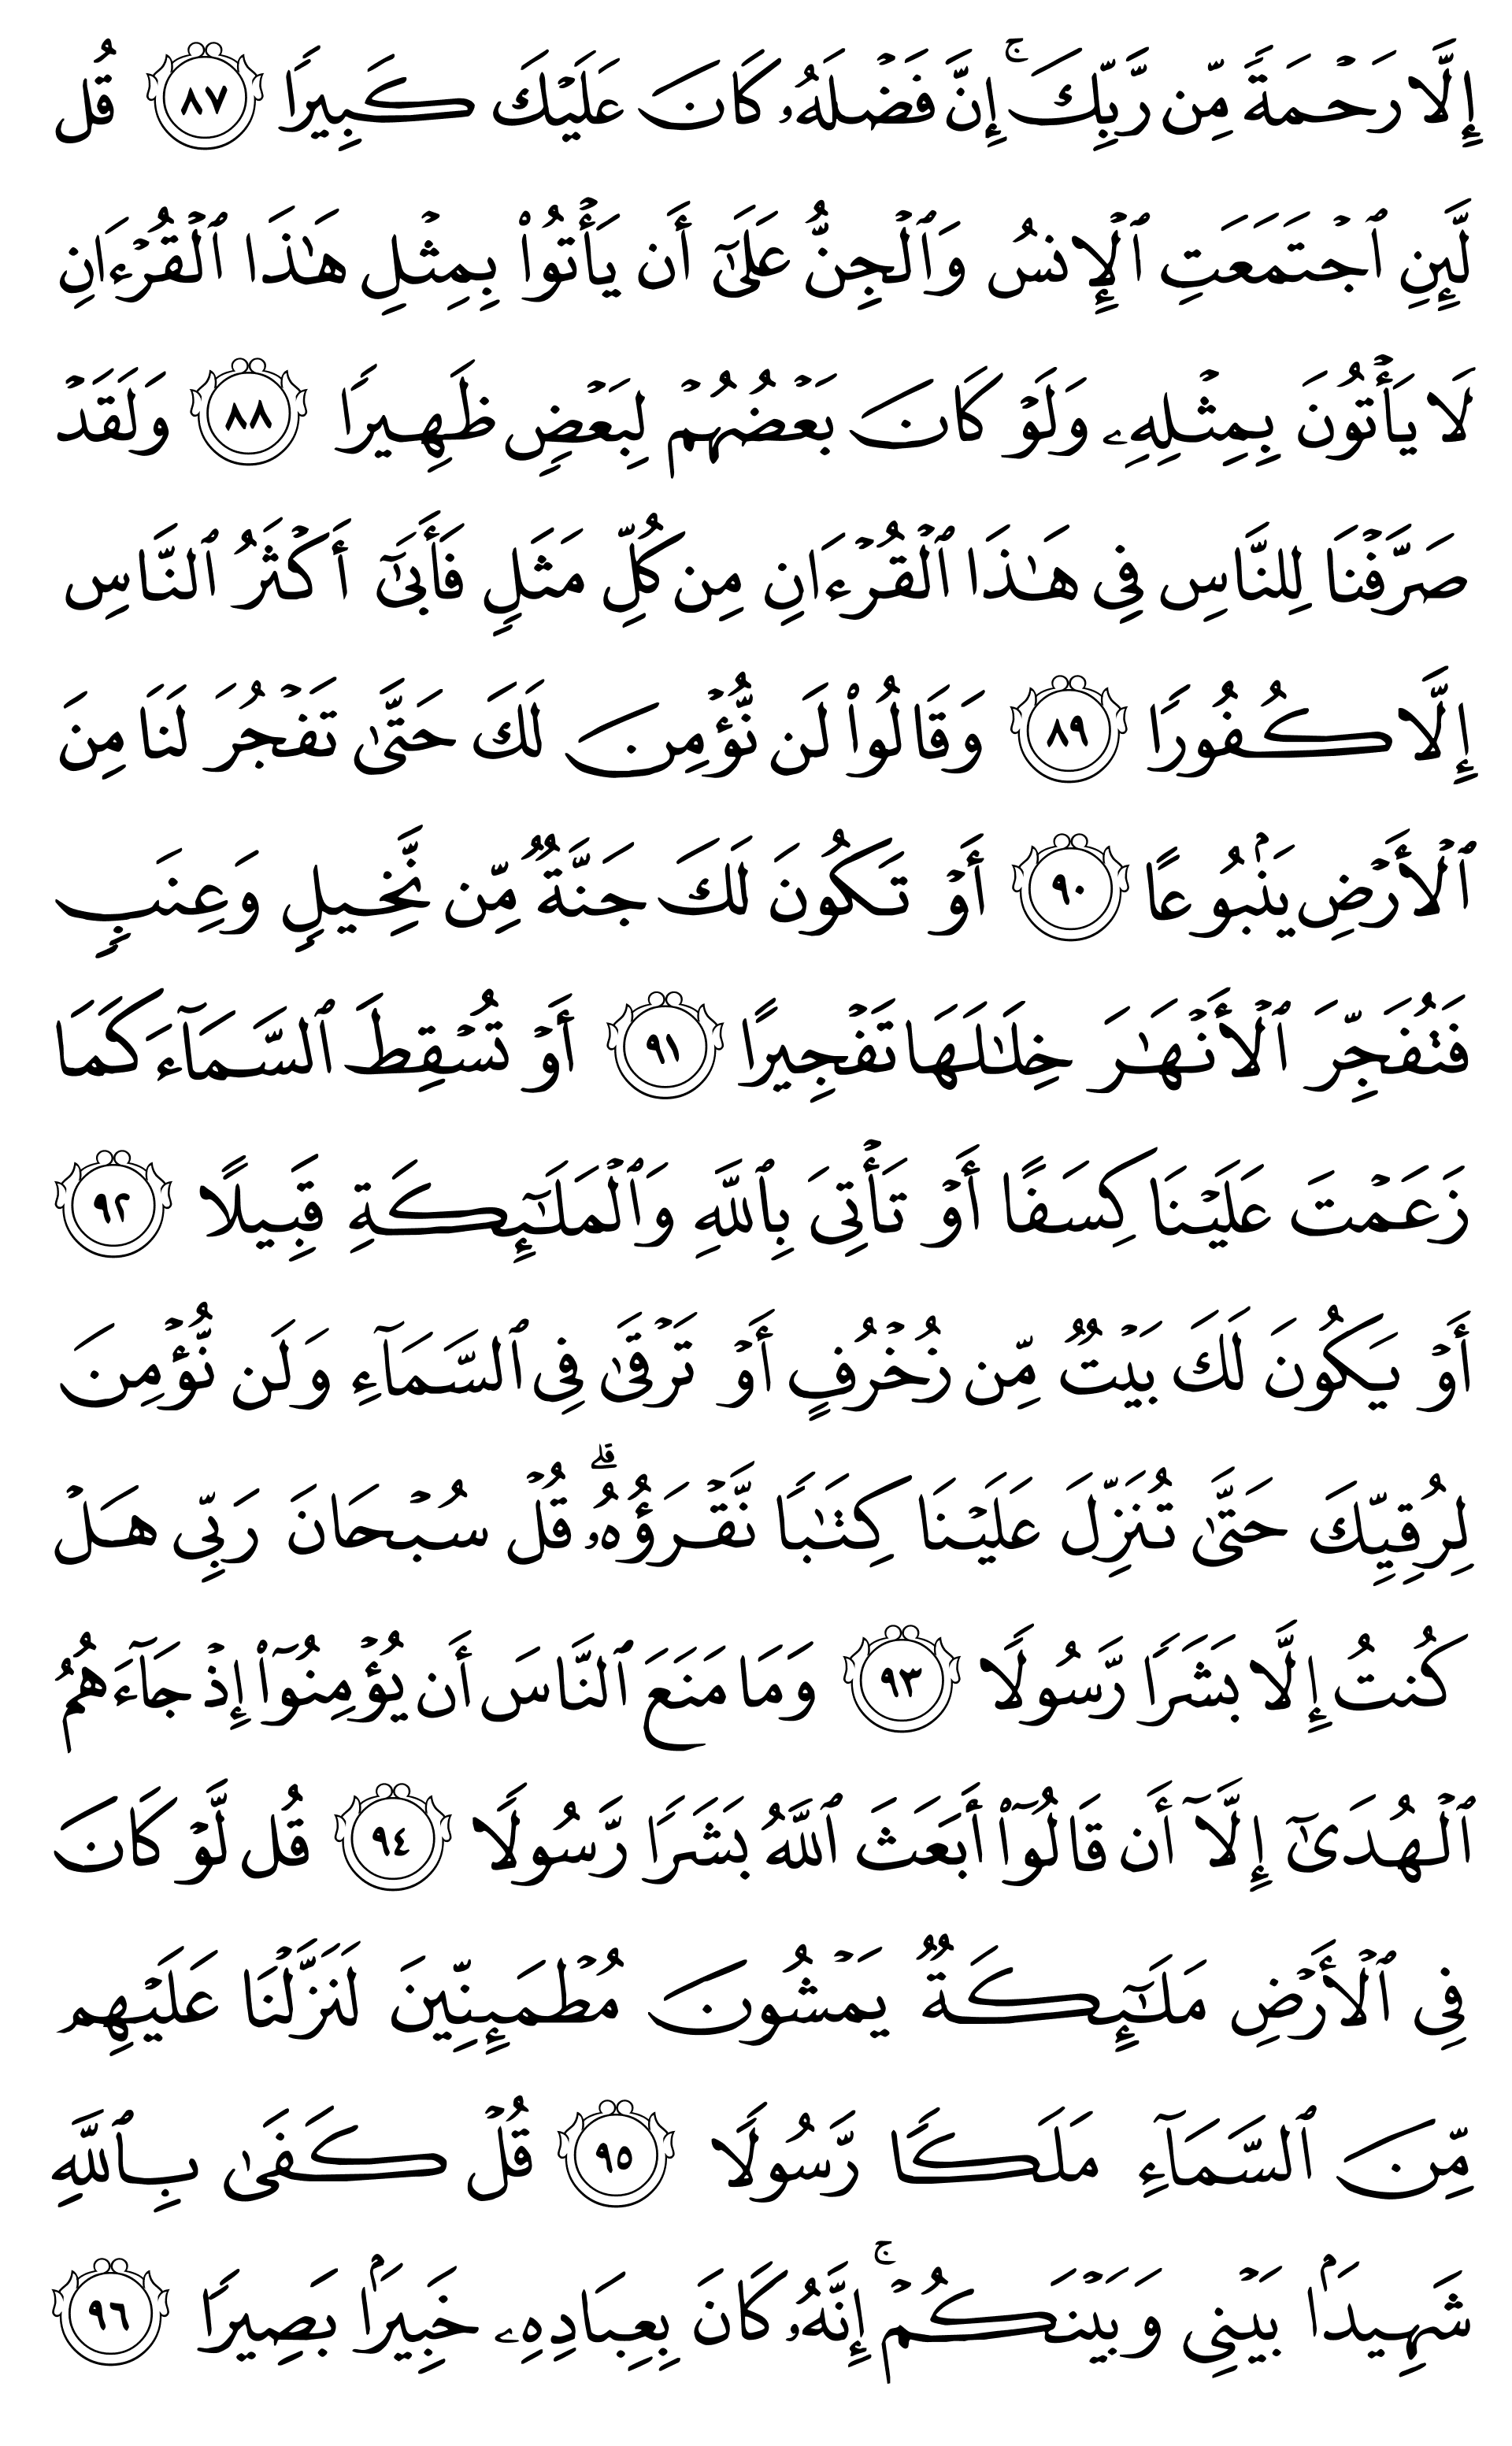 إِلَّا رَحۡمَةٗ مِّن رَّبِّكَۚ إِنَّ فَضۡلَهُۥ كَانَ عَلَيۡكَ كَبِيرٗا ٨٧ قُل
لَّئِنِ ٱجۡتَمَعَتِ ٱلۡإِنسُ وَٱلۡجِنُّ عَلَىٰٓ أَن يَأۡتُواْ بِمِثۡلِ هَٰذَا ٱلۡقُرۡءَانِ
لَا يَأۡتُونَ بِمِثۡلِهِۦ وَلَوۡ كَانَ بَعۡضُهُمۡ لِبَعۡضٖ ظَهِيرٗا ٨٨ وَلَقَدۡ
صَرَّفۡنَا لِلنَّاسِ فِي هَٰذَا ٱلۡقُرۡءَانِ مِن كُلِّ مَثَلٖ فَأَبَىٰٓ أَكۡثَرُ ٱلنَّاسِ
إِلَّا كُفُورٗا ٨٩ وَقَالُواْ لَن نُّؤۡمِنَ لَكَ حَتَّىٰ تَفۡجُرَ لَنَا مِنَ
ٱلۡأَرۡضِ يَنۢبُوعًا ٩٠ أَوۡ تَكُونَ لَكَ جَنَّةٞ مِّن نَّخِيلٖ وَعِنَبٖ
فَتُفَجِّرَ ٱلۡأَنۡهَٰرَ خِلَٰلَهَا تَفۡجِيرًا ٩١ أَوۡ تُسۡقِطَ ٱلسَّمَآءَ كَمَا
زَعَمۡتَ عَلَيۡنَا كِسَفًا أَوۡ تَأۡتِيَ بِٱللَّهِ وَٱلۡمَلَٰٓئِكَةِ قَبِيلًا ٩٢
أَوۡ يَكُونَ لَكَ بَيۡتٞ مِّن زُخۡرُفٍ أَوۡ تَرۡقَىٰ فِي ٱلسَّمَآءِ وَلَن نُّؤۡمِنَ
لِرُقِيِّكَ حَتَّىٰ تُنَزِّلَ عَلَيۡنَا كِتَٰبٗا نَّقۡرَؤُهُۥۗ قُلۡ سُبۡحَانَ رَبِّي هَلۡ
كُنتُ إِلَّا بَشَرٗا رَّسُولٗا ٩٣ وَمَا مَنَعَ ٱلنَّاسَ أَن يُؤۡمِنُوٓاْ إِذۡ جَآءَهُمُ
ٱلۡهُدَىٰٓ إِلَّآ أَن قَالُوٓاْ أَبَعَثَ ٱللَّهُ بَشَرٗا رَّسُولٗا ٩٤ قُل لَّوۡ كَانَ
فِي ٱلۡأَرۡضِ مَلَٰٓئِكَةٞ يَمۡشُونَ مُطۡمَئِنِّينَ لَنَزَّلۡنَا عَلَيۡهِم
مِّنَ ٱلسَّمَآءِ مَلَكٗا رَّسُولٗا ٩٥ قُلۡ كَفَىٰ بِٱللَّهِ
شَهِيدَۢا بَيۡنِي وَبَيۡنَكُمۡۚ إِنَّهُۥ كَانَ بِعِبَادِهِۦ خَبِيرَۢا بَصِيرٗا ٩٦